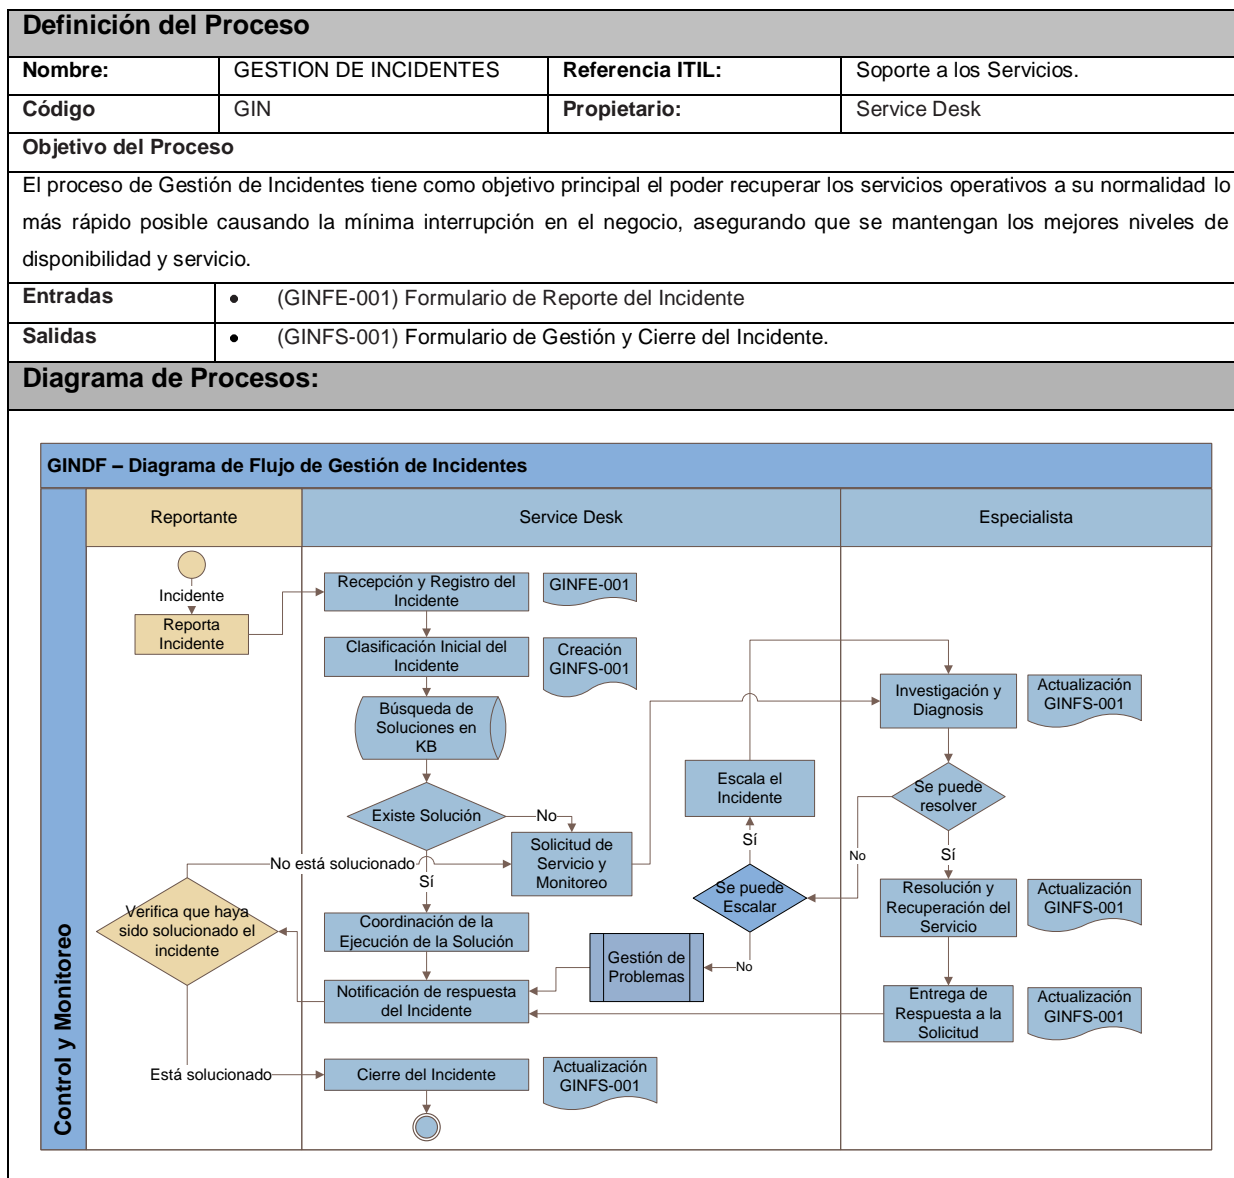 Definición del Proceso
Nombre: GESTION DE INCIDENTES Referencia ITIL: Soporte a los Servicios.
Código GIN Propietario: Service Desk
Objetivo del Proceso
El proceso de Gestión de Incidentes tiene como objetivo principal el poder recuperar los servicios operativos a su normalidad lo
más rápido posible causando la mínima interrupción en el negocio, asegurando que se mantengan los mejores niveles de
disponibilidad y servicio.
Entradas • (GINFE-001) Formulario de Reporte del Incidente
Salidas • (GINFS-001) Formulario de Gestión y Cierre del Incidente.
Diagrama de Procesos:
GINDF – Diagrama de Flujo de Gestión de Incidentes
Control y Monitoreo
Reportante
Service Desk
Especialista
Incidente
Reporta
Incidente
Recepción y Registro del
Incidente
GINFE-001
Clasificación Inicial del
Incidente
Creación
GINFS-001
Búsqueda de
Soluciones en
KB
Existe Solución
No
Solicitud de
Servicio y
Monitoreo
Sí
No está solucionado
Verifica que haya
sido solucionado el
incidente
Coordinación de la
Ejecución de la Solución
Notificación de respuesta
del Incidente
Está solucionado
Cierre del Incidente
Actualización
GINFS-001
Escala el
Incidente
Sí
Se puede
Escalar
No
Gestión de
Problemas
Investigación y
Diagnosis
Actualización
GINFS-001
Se puede
resolver
No
Sí
Resolución y
Recuperación del
Servicio
Actualización
GINFS-001
Entrega de
Respuesta a la
Solicitud
Actualización
GINFS-001